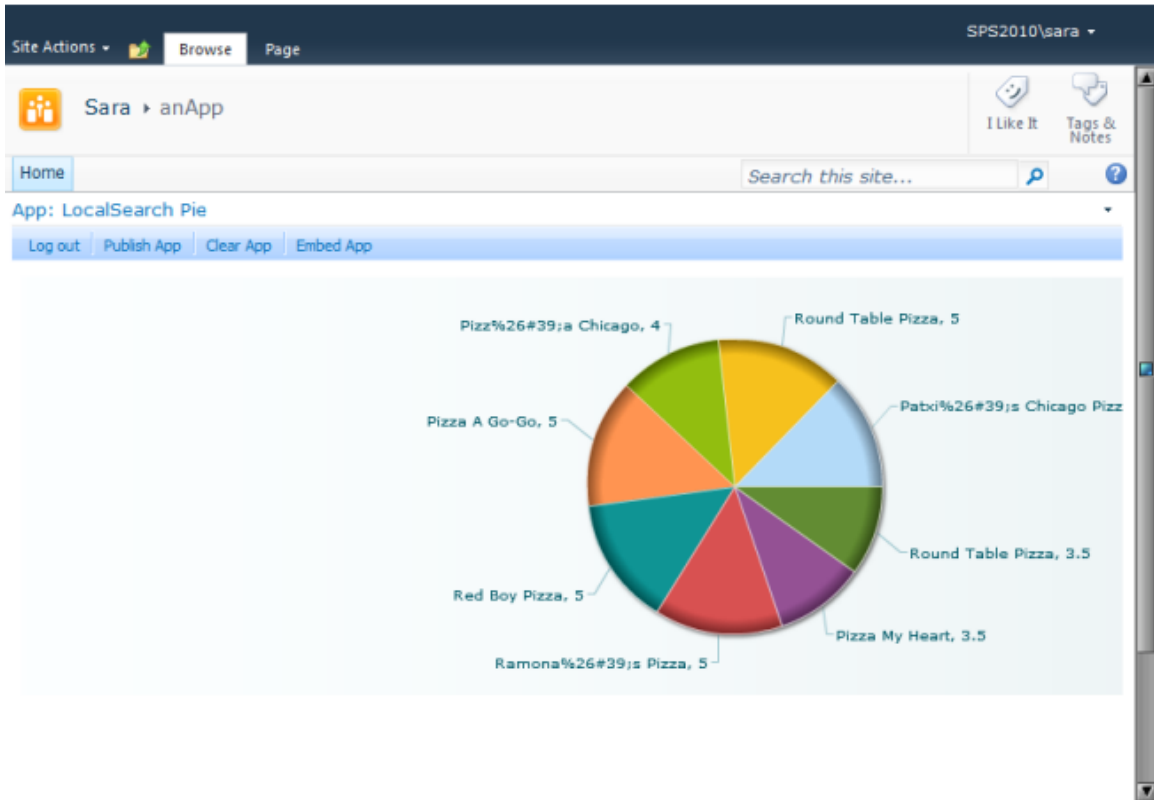 SPS2010\sara
Site Actions Browse Page
Sara ▸ anApp
I Like It
Tags &
Notes
Home
Search this site...
App: LocalSearch Pie
Log out Publish App Clear App Embed App
Pizz%26#39;a Chicago, 4
Round Table Pizza, 5
Patxi%26#39;s Chicago Pizz
Pizza A Go-Go, 5
Round Table Pizza, 3.5
Red Boy Pizza, 5
Pizza My Heart, 3.5
Ramona%26#39;s Pizza, 5